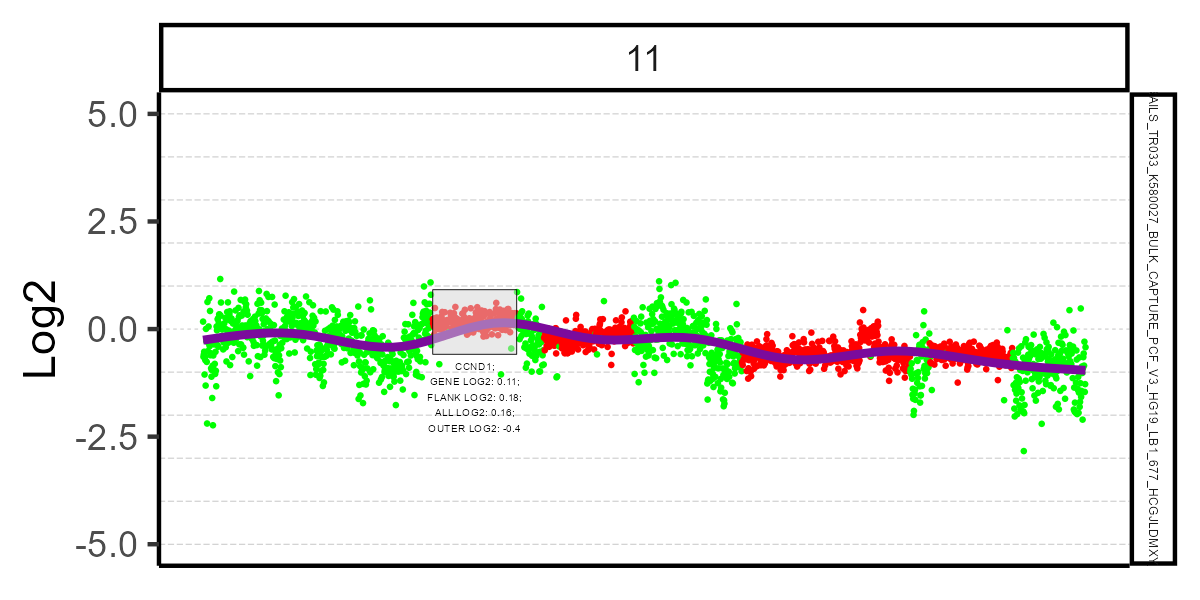 11
5.0
2.5
0.0
-2.5
-5.0
Log2
CCND1;
GENE LOG2: 0.11;
FLANK LOG2: 0.18;
ALL LOG2: 0.16;
OUTER LOG2: -0.4
AILS_TR033_K580027_BULK_CAPTURE_PCF_V3_HG19_LB1_677_HCGJLDMXY